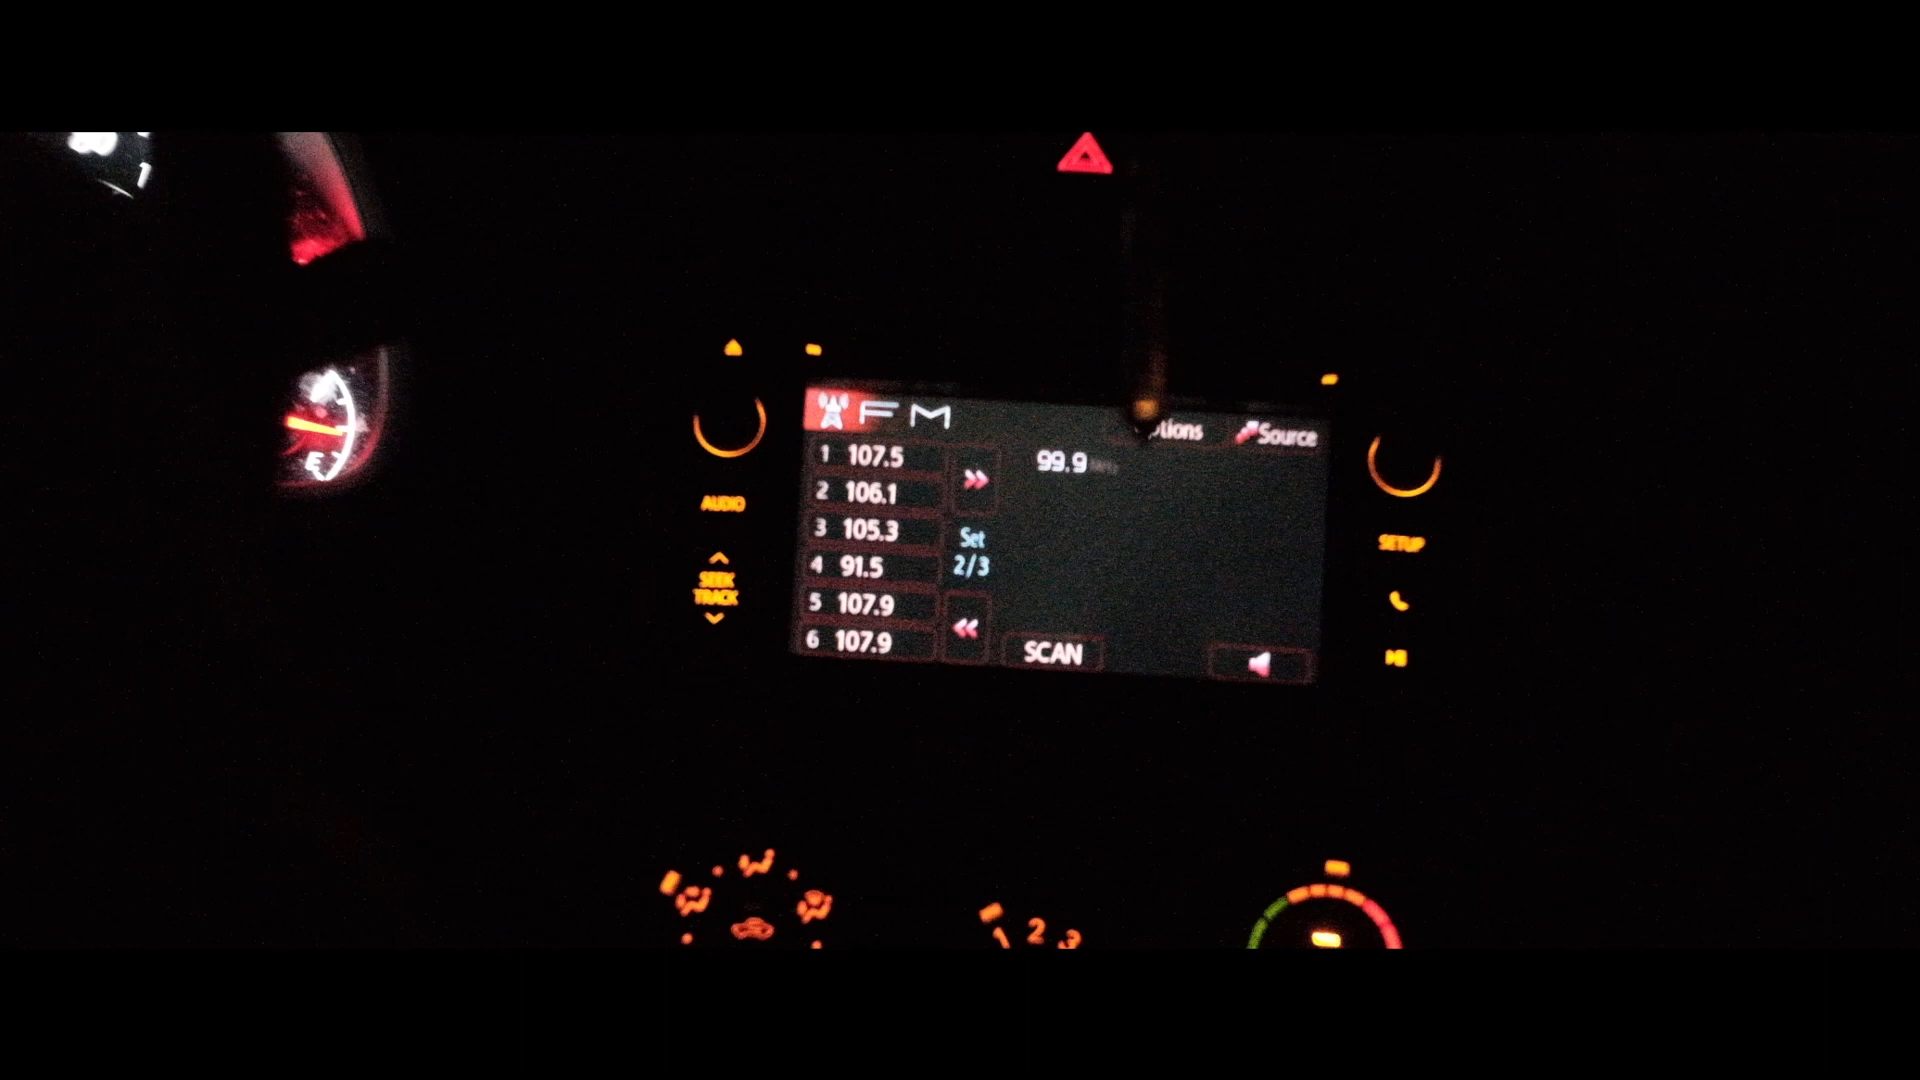 1
E
FM
Source
1 107.5
2 106.1
3 105.3
4 91.5
5 107.9
6 107.9
99.9
Set
2/3
SCAN
AUDIO
SEEK
TRACK
SETUP
2 3